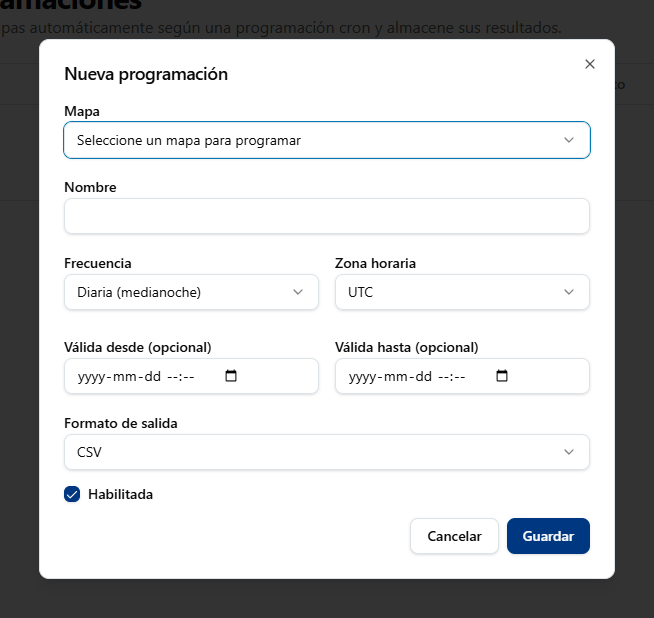 amaciones
pas automáticamente según una programación cron y almacene sus resultados.
Nueva programación
Mapa
Seleccione un mapa para programar
Nombre
Frecuencia
Zona horaria
Diaria (medianoche)
UTC
Válida desde (opcional)
Válida hasta (opcional)
yyyy-mm-dd --:--
yyyy-mm-dd --:--
Formato de salida
CSV
Habilitada
Cancelar
Guardar